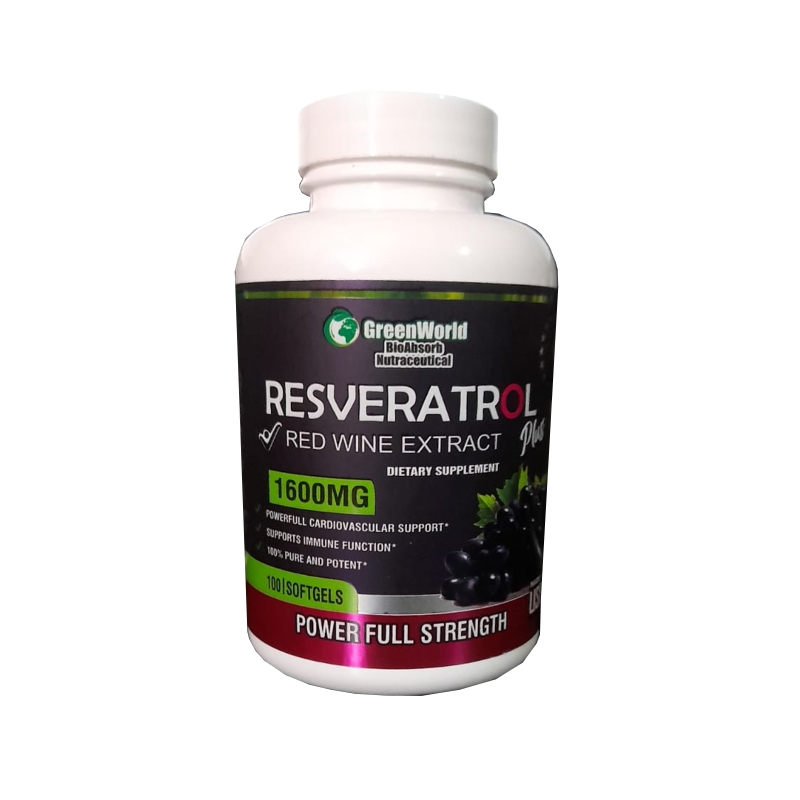 GreenWorld
BioAbsorb
Nutraceutical
RESVERATROL
Plus
RED WINE EXTRACT
DIETARY SUPPLEMENT
1600MG
POWERFULL CARDIOVASCULAR SUPPORT*
SUPPORTS IMMUNE FUNCTION*
100% PURE AND POTENT*
100|SOFTGELS
POWER FULL STRENGTH